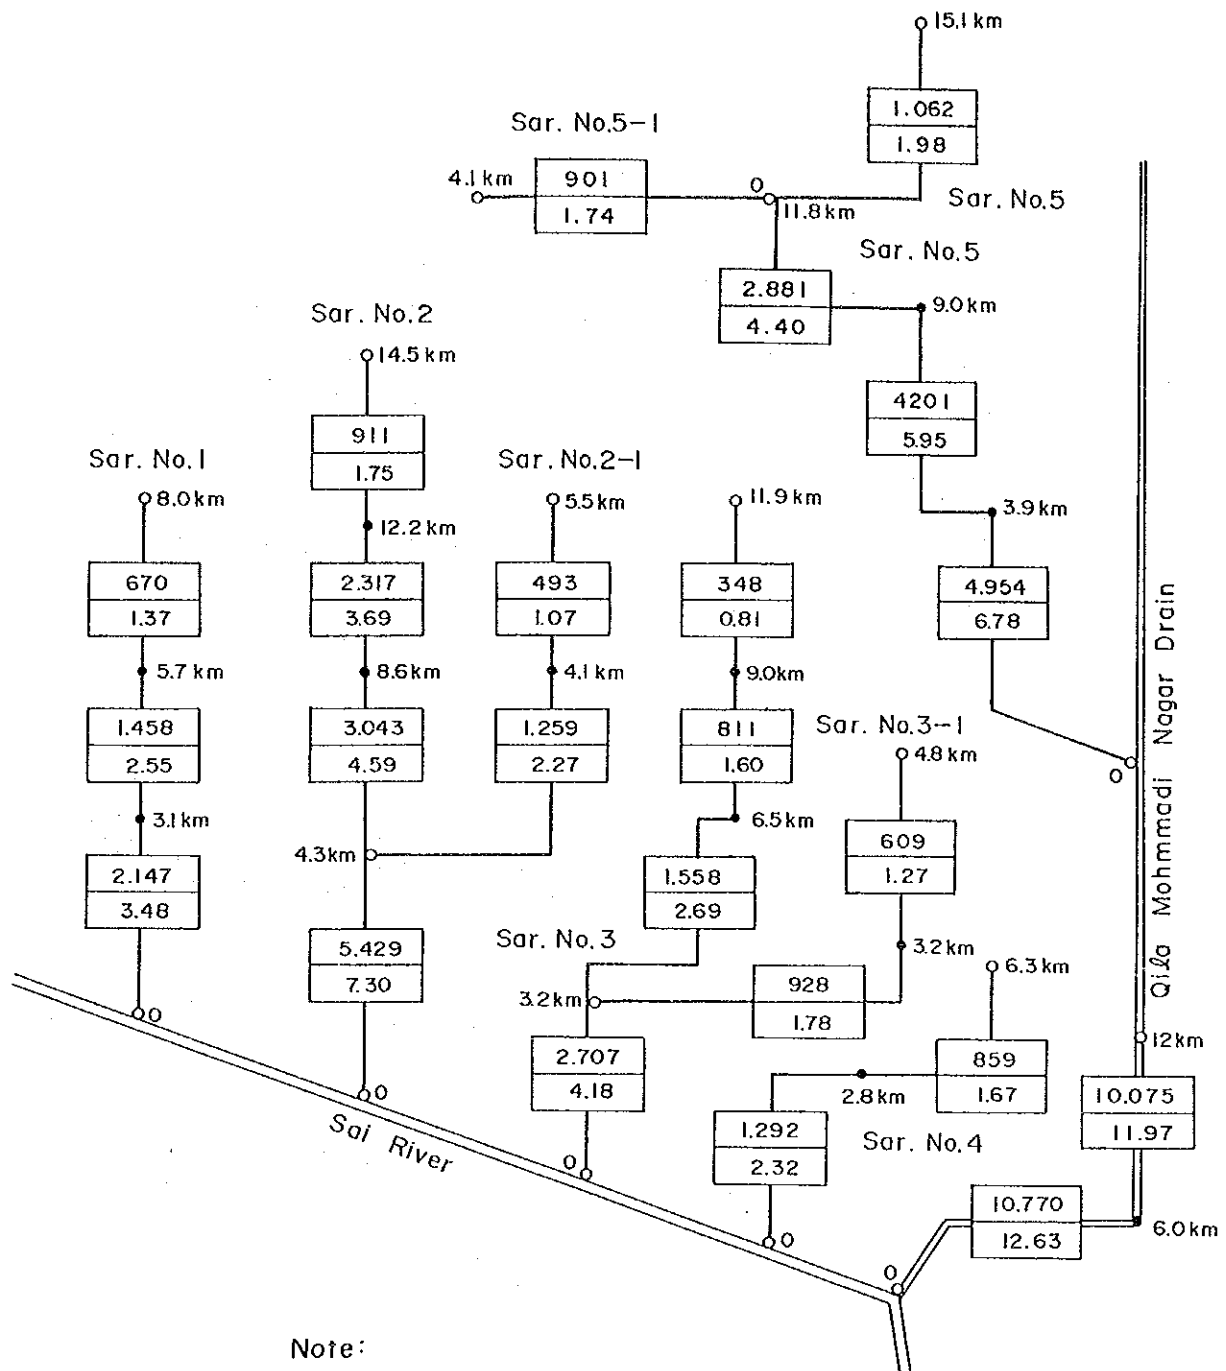 15.1 km
1.062
1.98
Sar. No.5-1
4.1 km
901
1.74
O
11.8 km
Sar. No.5
Sar. No.5
2.881
4.40
9.0 km
Sar. No.2
14.5 km
4201
5.95
911
1.75
Sar. No.1
Sar. No.2-1
8.0 km
12.2 km
5.5 km
11.9 km
3.9 km
670
1.37
2.317
3.69
493
1.07
348
0.81
4.954
6.78
5.7 km
8.6 km
4.1 km
9.0 km
Qila Mohmmadi Nagar Drain
1.458
2.55
3.043
4.59
1.259
2.27
811
1.60
Sar. No.3-1
4.8 km
O
3.1 km
6.5 km
4.3 km
609
1.27
2.147
3.48
1.558
2.69
Sar. No.3
5.429
7.30
3.2 km
6.3 km
3.2 km
928
1.78
O
12 km
2.707
4.18
859
1.67
2.8 km
O
Sai River
1.292
2.32
Sar. No.4
10.075
11.97
O
10.770
12.63
6.0 km
O
O
Note: